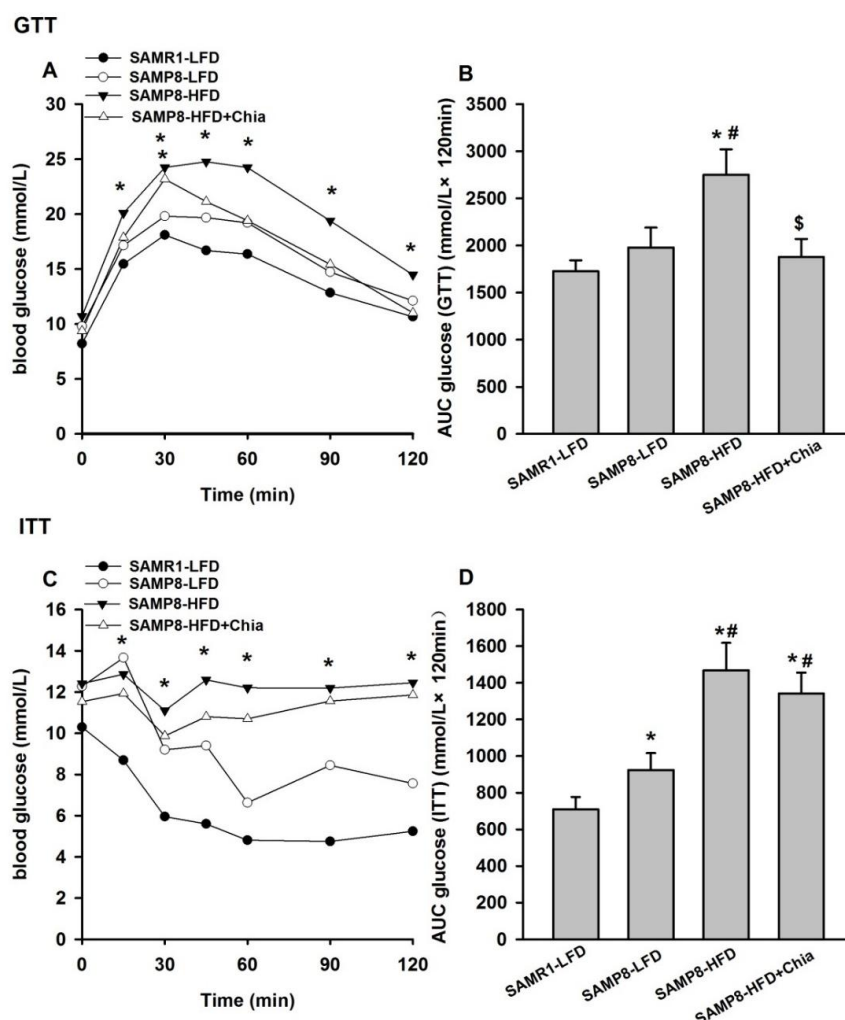 GTT
A
SAMR1-LFD
SAMP8-LFD
SAMP8-HFD
SAMP8-HFD+Chia
30
25
20
15
10
5
0
blood glucose (mmol/L)
* * * * * * *
0 30 60 90 120
Time (min)
B
3500
3000
2500
2000
1500
1000
500
0
AUC glucose (GTT) (mmol/L× 120min)
* #
$
SAMR1-LFD
SAMP8-LFD
SAMP8-HFD
SAMP8-HFD+Chia
ITT
C
SAMR1-LFD
SAMP8-LFD
SAMP8-HFD
SAMP8-HFD+Chia
16
14
12
10
8
6
4
2
0
blood glucose (mmol/L)
* * * * * *
0 30 60 90 120
Time (min)
D
1800
1600
1400
1200
1000
800
600
400
200
0
AUC glucose (ITT) (mmol/L× 120min）
*
*#
* #
SAMR1-LFD
SAMP8-LFD
SAMP8-HFD
SAMP8-HFD+Chia